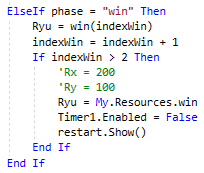 ElseIf phase = "win" Then
Ryu = win(indexWin)
indexWin = indexWin + 1
If indexWin > 2 Then
'Rx = 200
'Ry = 100
Ryu = My.Resources.win
Timer1.Enabled = False
restart.Show()
End If
End If